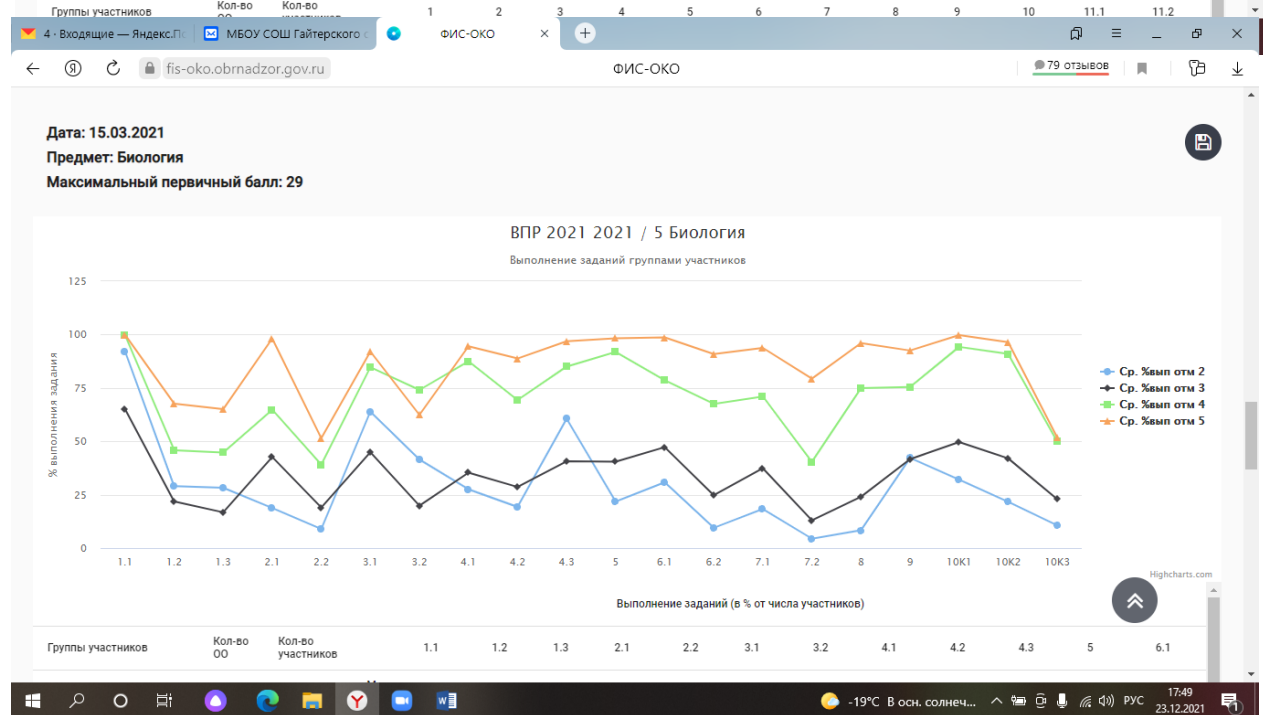 Группы участников Кол-во ОО Кол-во участников 1 2 3 4 5 6 7 8 9 10 11.1 11.2
4 · Входящие — Яндекс.По МБОУ СОШ Гайтерского с ФИС-ОКО
fis-oko.obrnadzor.gov.ru ФИС-ОКО 79 отзывов
Дата: 15.03.2021
Предмет: Биология
Максимальный первичный балл: 29
ВПР 2021 2021 / 5 Биология
Выполнение заданий группами участников
% выполнения задания
125
100
75
50
25
0
1.1 1.2 1.3 2.1 2.2 3.1 3.2 4.1 4.2 4.3 5 6.1 6.2 7.1 7.2 8 9 10К1 10К2 10К3
Ср. %вып отм 2
Ср. %вып отм 3
Ср. %вып отм 4
Ср. %вып отм 5
Highcharts.com
Выполнение заданий (в % от числа участников)
Группы участников Кол-во ОО Кол-во участников 1.1 1.2 1.3 2.1 2.2 3.1 3.2 4.1 4.2 4.3 5 6.1
-19°C В осн. солнеч... РУС 17:49
23.12.2021